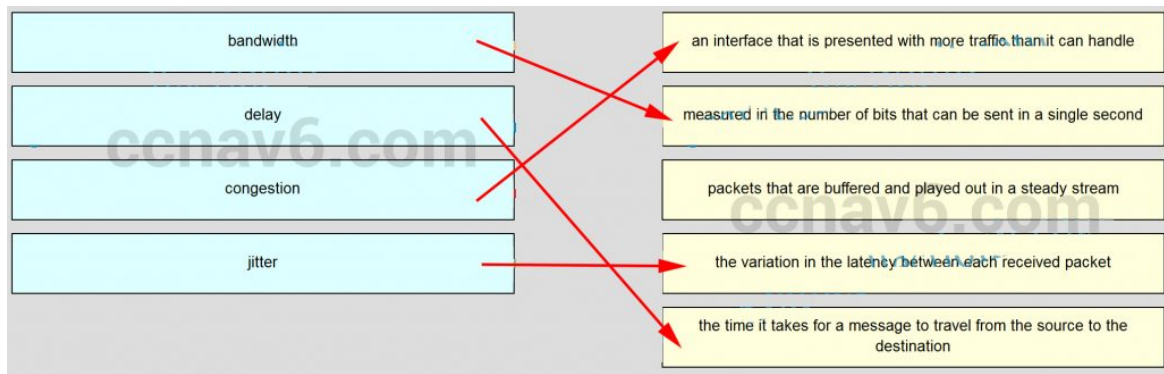 bandwidth
delay
congestion
jitter
an interface that is presented with more traffic than it can handle
measured in the number of bits that can be sent in a single second
packets that are buffered and played out in a steady stream
the variation in the latency between each received packet
the time it takes for a message to travel from the source to the
destination
ccnav6.com
ccnav6.com